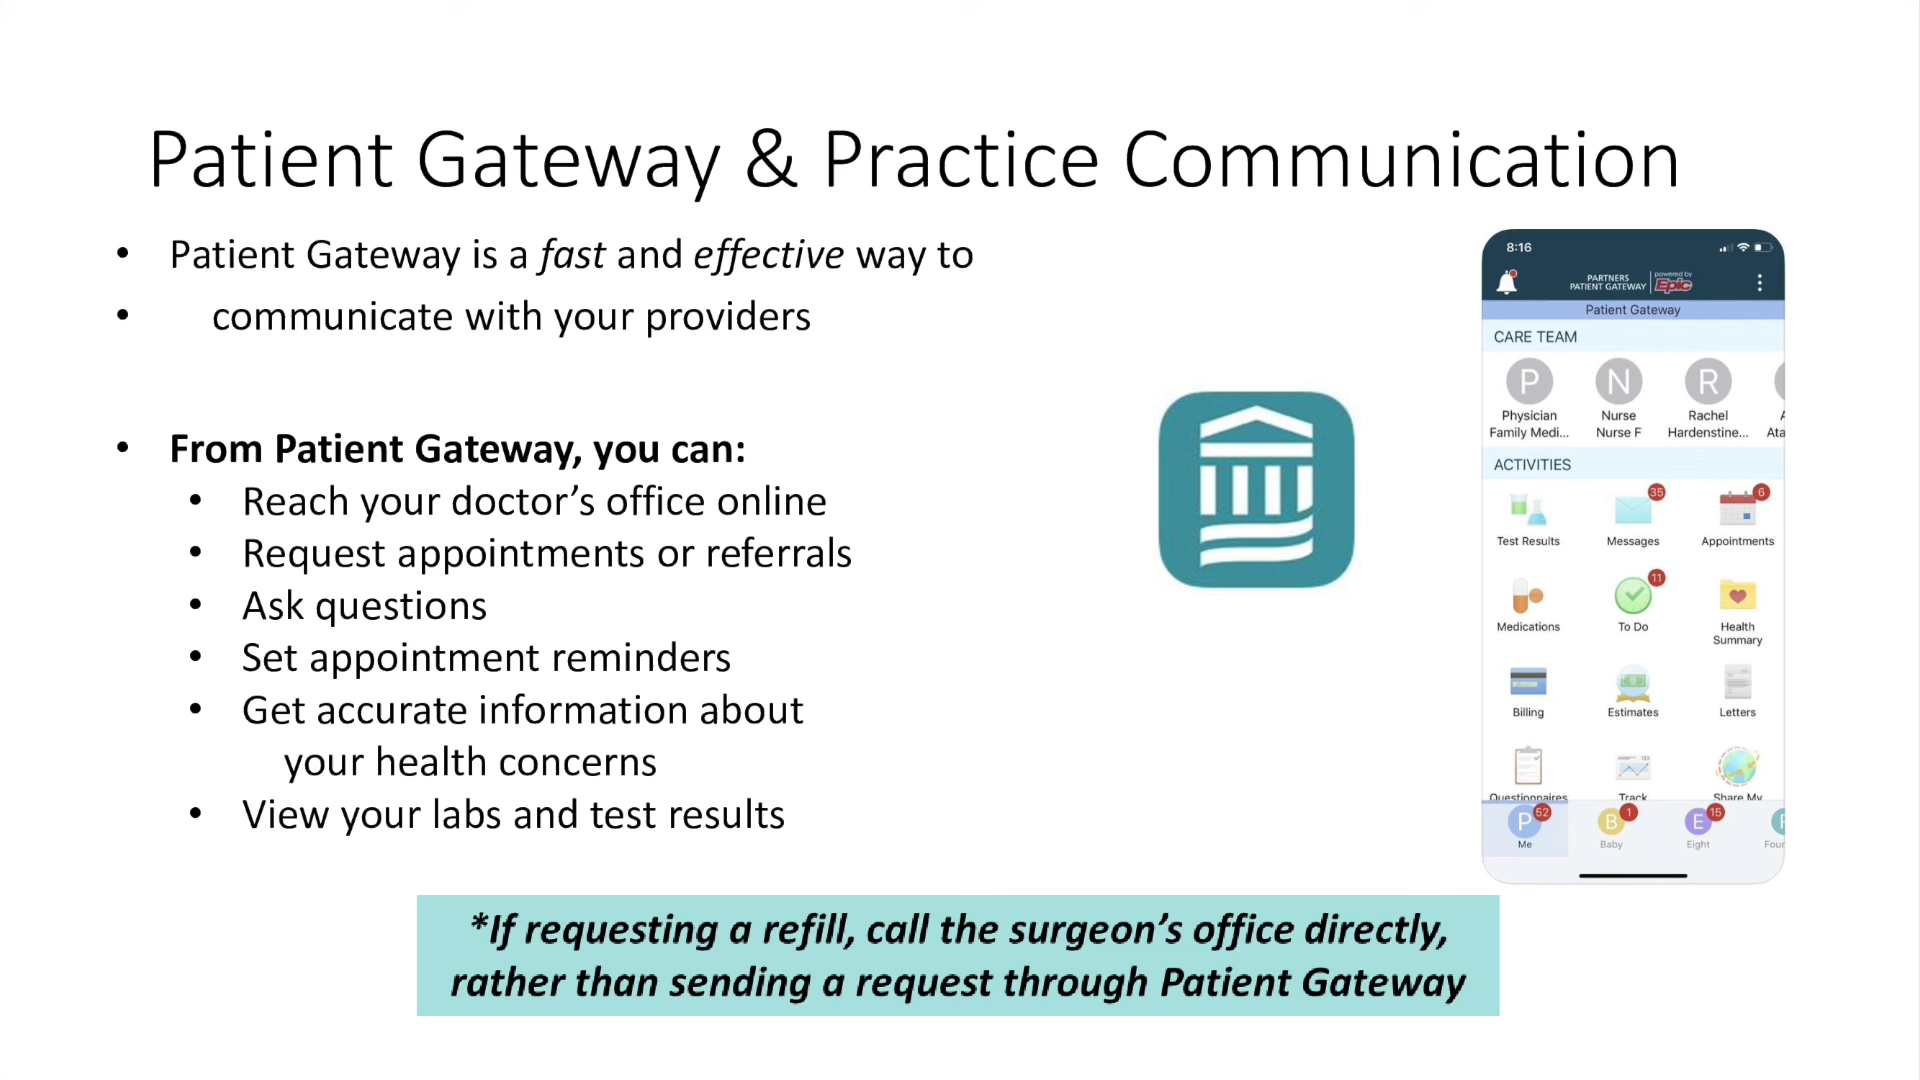 Patient Gateway & Practice Communication
• Patient Gateway is a fast and effective way to
• communicate with your providers
• From Patient Gateway, you can:
• Reach your doctor’s office online
• Request appointments or referrals
• Ask questions
• Set appointment reminders
• Get accurate information about
your health concerns
• View your labs and test results
*If requesting a refill, call the surgeon’s office directly,
rather than sending a request through Patient Gateway
8:16
PARTNERS
PATIENT GATEWAY
powered by
Epic
Patient Gateway
CARE TEAM
P N R
Physician Nurse Rachel
Family Medi... Nurse F Hardenstine... Ata
ACTIVITIES
35 6
Test Results Messages Appointments
11
Medications To Do Health
Summary
Billing Estimates Letters
123
Questionnaires Track Share My
P 52 B 1 E 15
Me Baby Eight Four